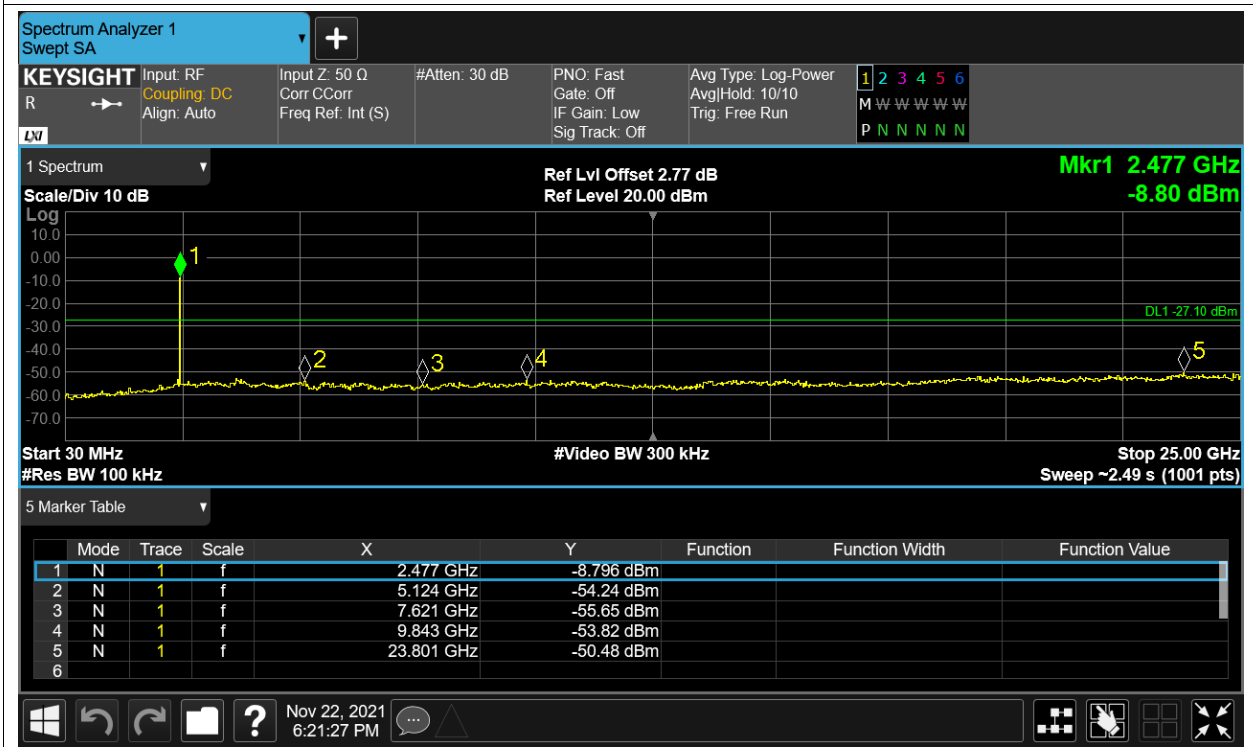 Spectrum Analyzer 1
Swept SA
KEYSIGHT Input: RF Input Z: 50 Ω #Atten: 30 dB PNO: Fast Avg Type: Log-Power 1 2 3 4 5 6
R Coupling: DC Corr CCorr Gate: Off Avg|Hold: 10/10 M W W W W W
Align: Auto Freq Ref: Int (S) IF Gain: Low Trig: Free Run
LXI Sig Track: Off P N N N N N
1 Spectrum Ref Lvl Offset 2.77 dB Mkr1 2.477 GHz
Scale/Div 10 dB Ref Level 20.00 dBm -8.80 dBm
Log
10.0
0.00 1
-10.0
-20.0
DL1 -27.10 dBm
-30.0
-40.0
2 3 4 5
-50.0
-60.0
-70.0
Start 30 MHz #Video BW 300 kHz Stop 25.00 GHz
#Res BW 100 kHz Sweep ~2.49 s (1001 pts)
5 Marker Table
Mode Trace Scale X Y Function Function Width Function Value
1 N 1 f 2.477 GHz -8.796 dBm
2 N 1 f 5.124 GHz -54.24 dBm
3 N 1 f 7.621 GHz -55.65 dBm
4 N 1 f 9.843 GHz -53.82 dBm
5 N 1 f 23.801 GHz -50.48 dBm
6
? Nov 22, 2021
6:21:27 PM